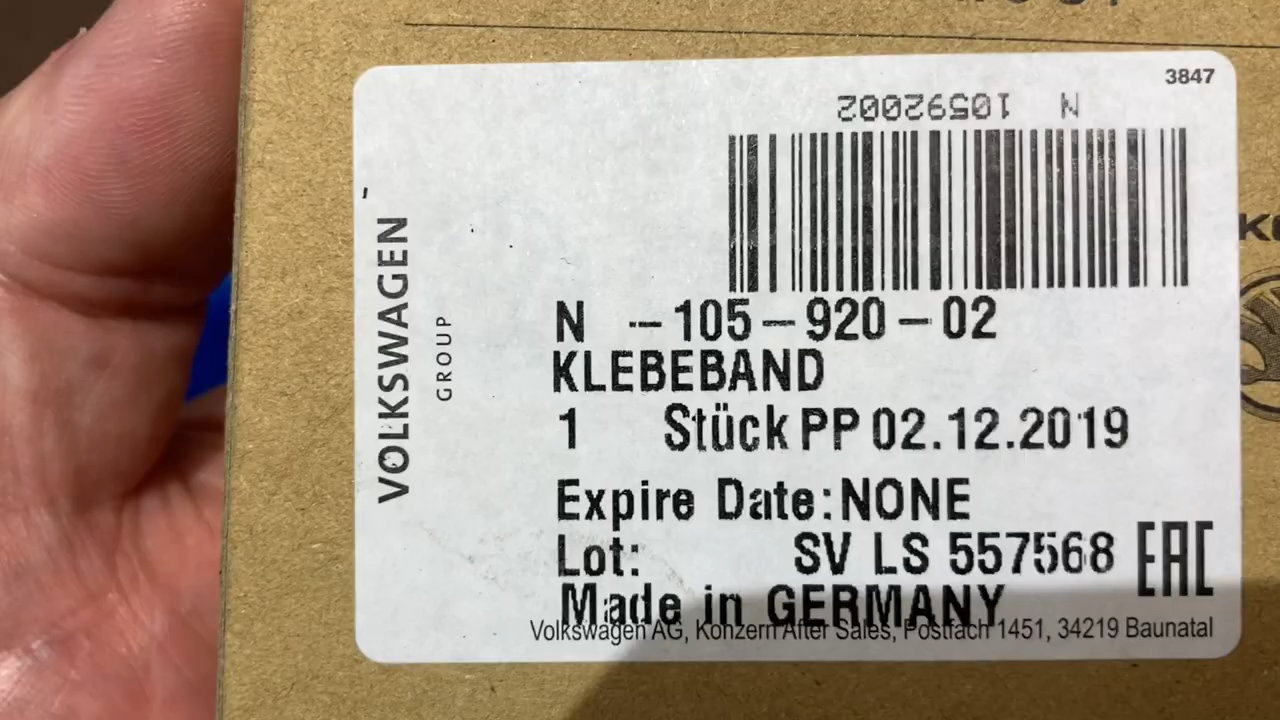 3847
N 10592002
VOLKSWAGEN
GROUP
N - 105 - 920 - 02
KLEBEBAND
1 Stück PP 02.12.2019
Expire Date: NONE
Lot: SV LS 557568
EAC
Made in GERMANY
Volkswagen AG, Konzern After Sales, Postfach 1451, 34219 Baunatal